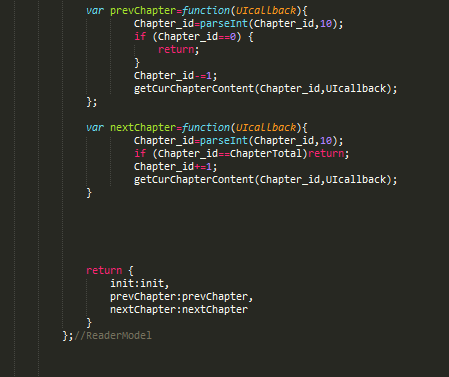 var prevChapter=function(UIcallback){
Chapter_id=parseInt(Chapter_id,10);
if (Chapter_id==0) {
return;
}
Chapter_id-=1;
getCurChapterContent(Chapter_id,UIcallback);
};
var nextChapter=function(UIcallback){
Chapter_id=parseInt(Chapter_id,10);
if (Chapter_id==ChapterTotal)return;
Chapter_id+=1;
getCurChapterContent(Chapter_id,UIcallback);
}
return {
init:init,
prevChapter:prevChapter,
nextChapter:nextChapter
}
};//ReaderModel